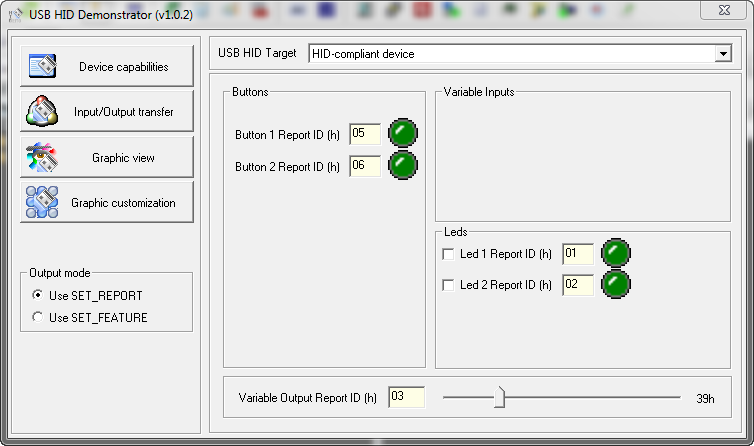 USB HID Demonstrator (v1.0.2)
Device capabilities
Input/Output transfer
Graphic view
Graphic customization
Output mode
Use SET_REPORT
Use SET_FEATURE
USB HID Target HID-compliant device
Buttons
Button 1 Report ID (h) 05
Button 2 Report ID (h) 06
Variable Inputs
Leds
Led 1 Report ID (h) 01
Led 2 Report ID (h) 02
Variable Output Report ID (h) 03 39h